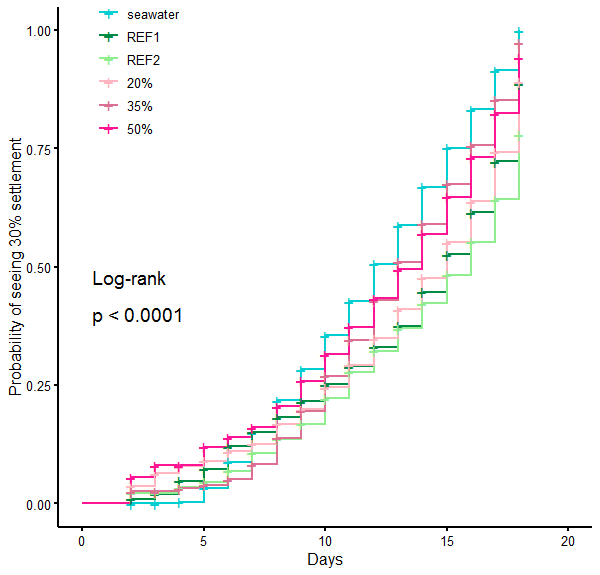 seawater
REF1
REF2
20%
35%
50%
1.00
0.75
0.50
0.25
0.00
Probability of seeing 30% settlement
Log-rank
p < 0.0001
0
5
10
15
20
Days